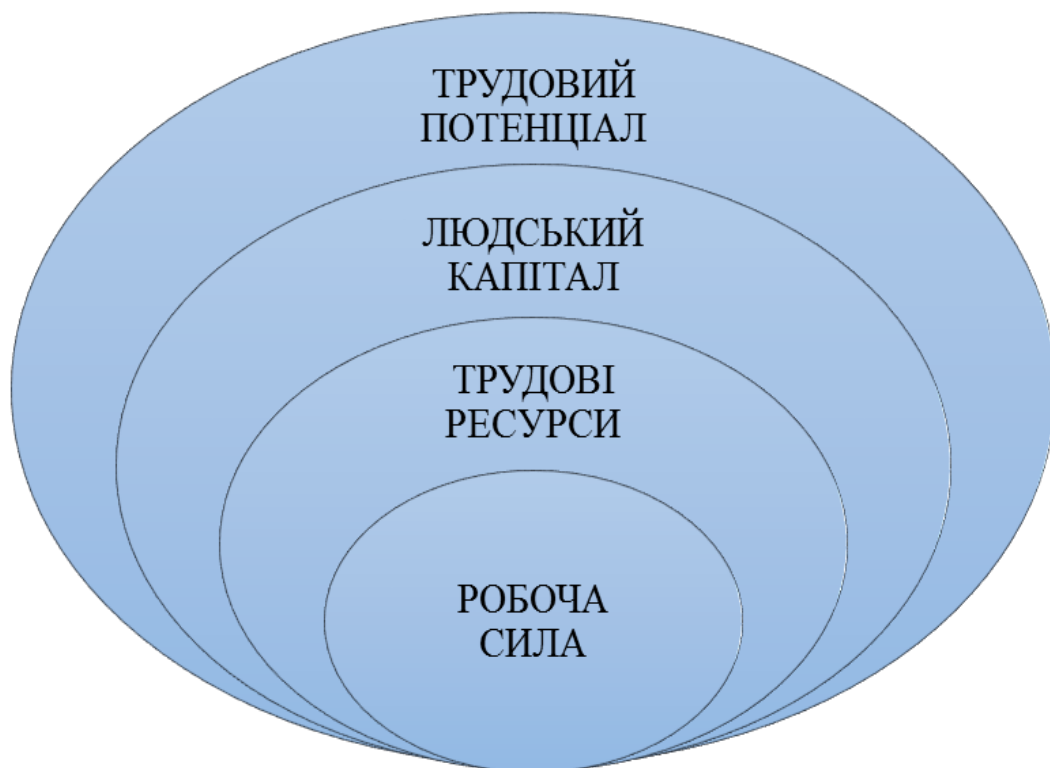 ТРУДОВИЙ
ПОТЕНЦІАЛ
ЛЮДСЬКИЙ
КАПІТАЛ
ТРУДОВІ
РЕСУРСИ
РОБОЧА
СИЛА